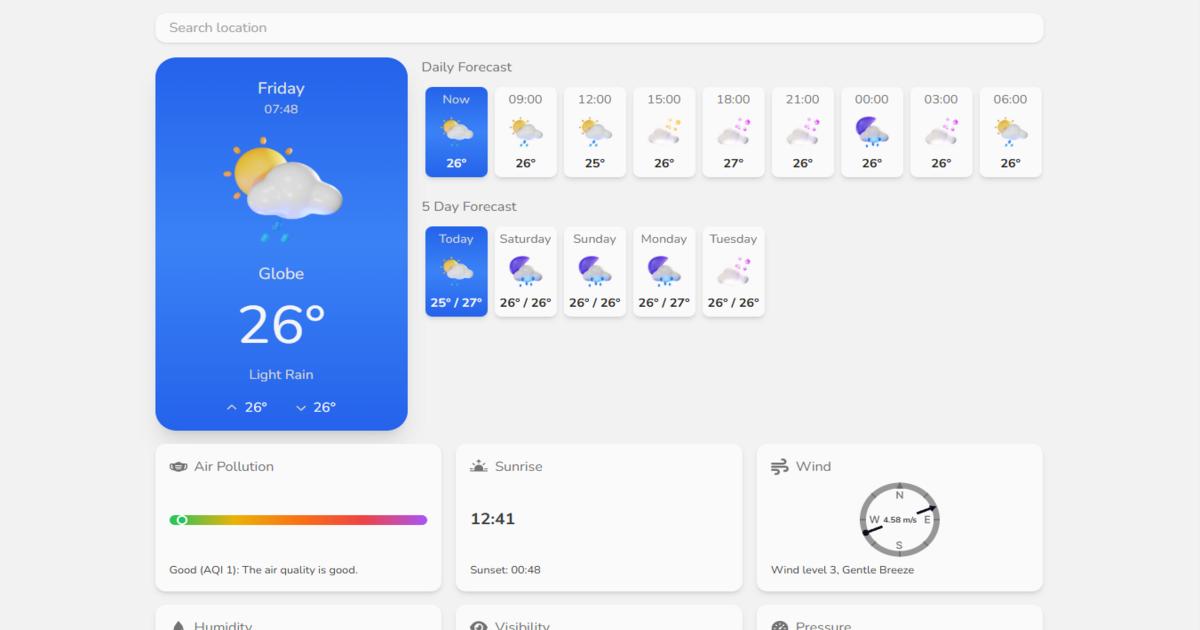 Search location
Friday
07:48
Globe
26°
Light Rain
26° 26°
Daily Forecast
Now 09:00 12:00 15:00 18:00 21:00 00:00 03:00 06:00
26° 26° 25° 26° 27° 26° 26° 26° 26°
5 Day Forecast
Today Saturday Sunday Monday Tuesday
25° / 27° 26° / 26° 26° / 26° 26° / 27° 26° / 26°
Air Pollution
Good (AQI 1): The air quality is good.
Sunrise
12:41
Sunset: 00:48
Wind
N
W 4.58 m/s E
S
Wind level 3, Gentle Breeze
Humidity
Visibility
Pressure